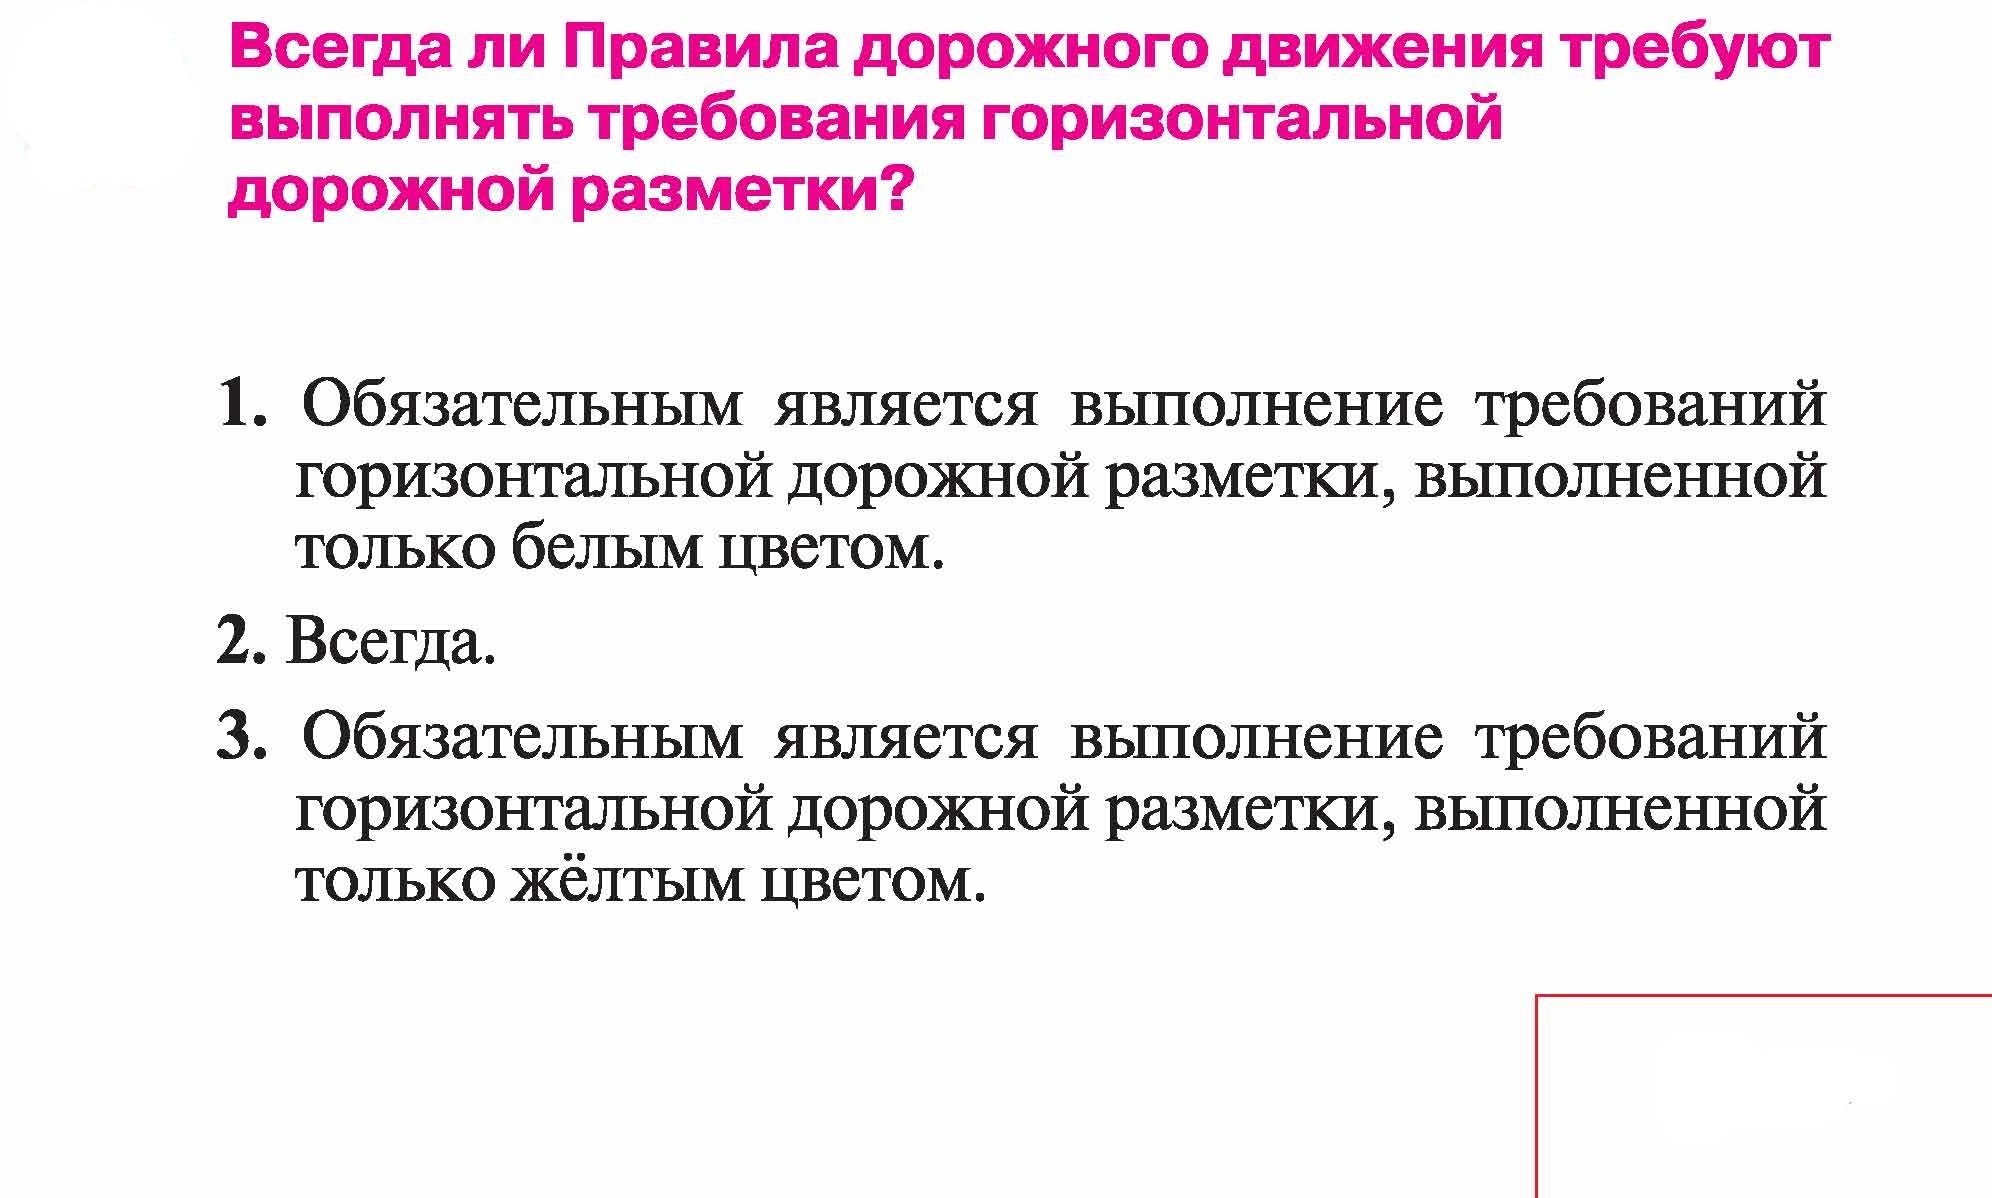 Всегда ли Правила дорожного движения требуют
выполнять требования горизонтальной
дорожной разметки?
1. Обязательным является выполнение требований
горизонтальной дорожной разметки, выполненной
только белым цветом.
2. Всегда.
3. Обязательным является выполнение требований
горизонтальной дорожной разметки, выполненной
только жёлтым цветом.